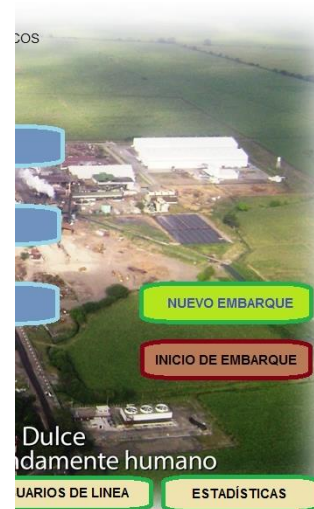 COS
NUEVO EMBARQUE
INICIO DE EMBARQUE
Dulce
ndamente humano
UARIOS DE LINEA
ESTADÍSTICAS